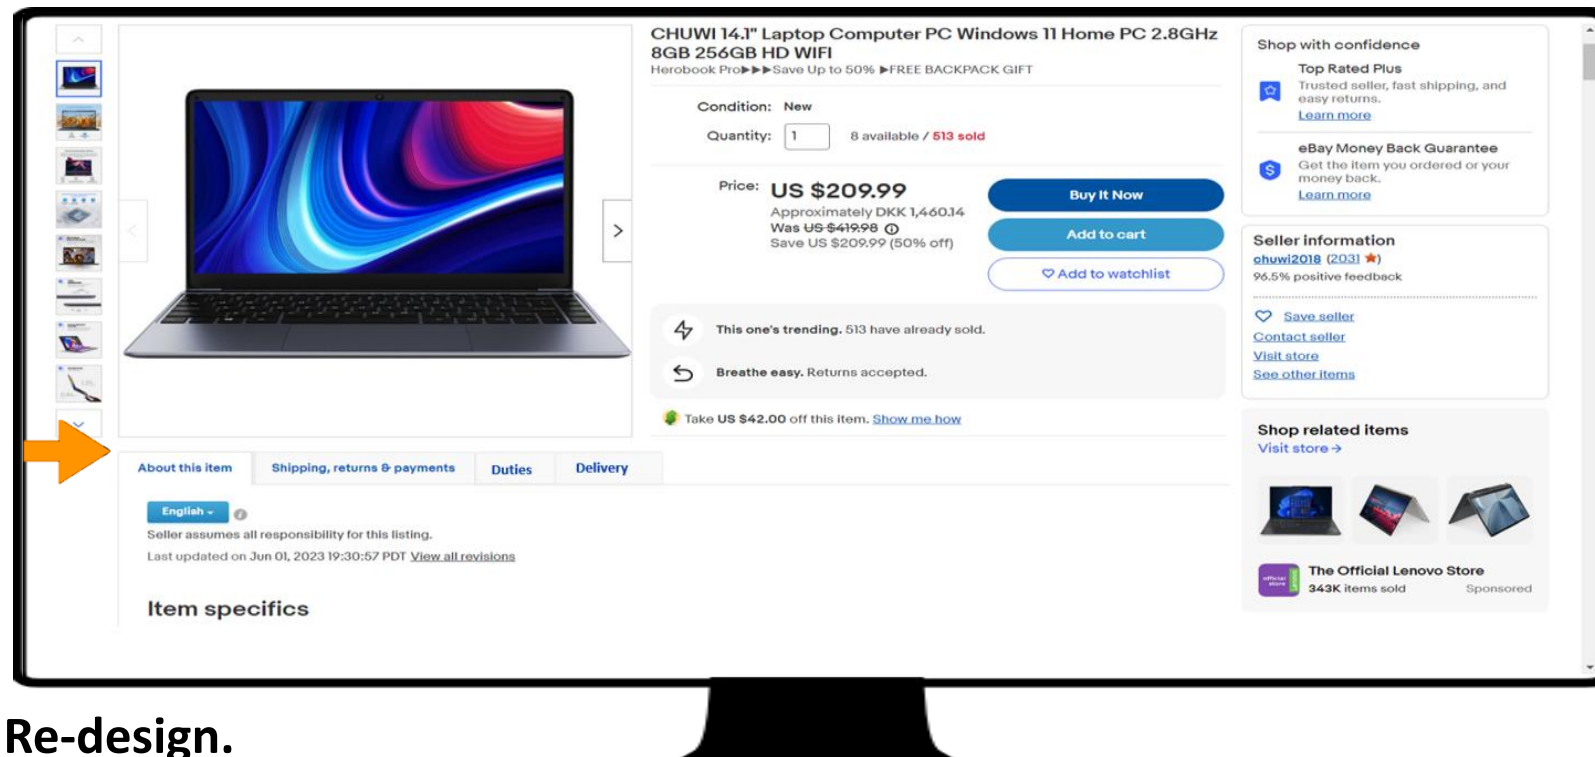 CHUWI 14.1" Laptop Computer PC Windows 11 Home PC 2.8GHz
8GB 256GB HD WIFI
Herobook Pro▶▶▶Save Up to 50% ▶FREE BACKPACK GIFT
Condition: New
Quantity: 1 8 available / 513 sold
Price: US $209.99
Approximately DKK 1,460.14
Was US $419.98
Save US $209.99 (50% off)
Buy It Now
Add to cart
Add to watchlist
This one's trending. 513 have already sold.
Breathe easy. Returns accepted.
Take US $42.00 off this item. Show me how
Shop with confidence
Top Rated Plus
Trusted seller, fast shipping, and
easy returns.
Learn more
eBay Money Back Guarantee
Get the item you ordered or your
money back.
Learn more
Seller information
chuwi2018 (2031 ★)
96.5% positive feedback
Save seller
Contact seller
Visit store
See other items
Shop related items
Visit store →
The Official Lenovo Store
343K items sold Sponsored
About this item Shipping, returns & payments Duties Delivery
English
Seller assumes all responsibility for this listing.
Last updated on Jun 01, 2023 19:30:57 PDT View all revisions
Item specifics
Re-design.